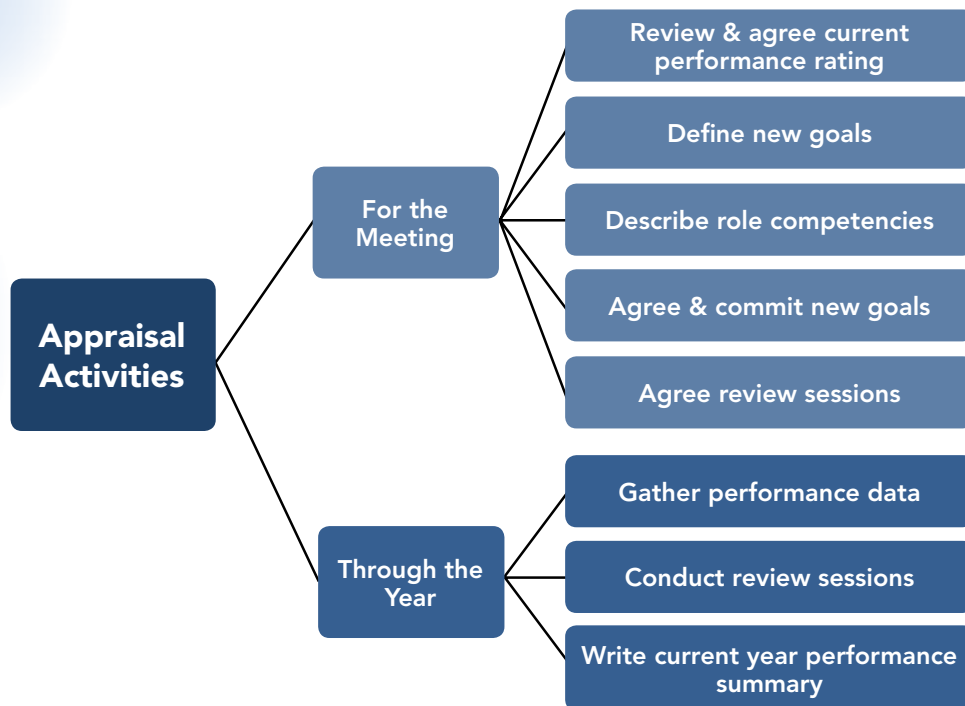 Appraisal
Activities
For the
Meeting
Review & agree current
performance rating
Define new goals
Describe role competencies
Agree & commit new goals
Agree review sessions
Through the
Year
Gather performance data
Conduct review sessions
Write current year performance
summary